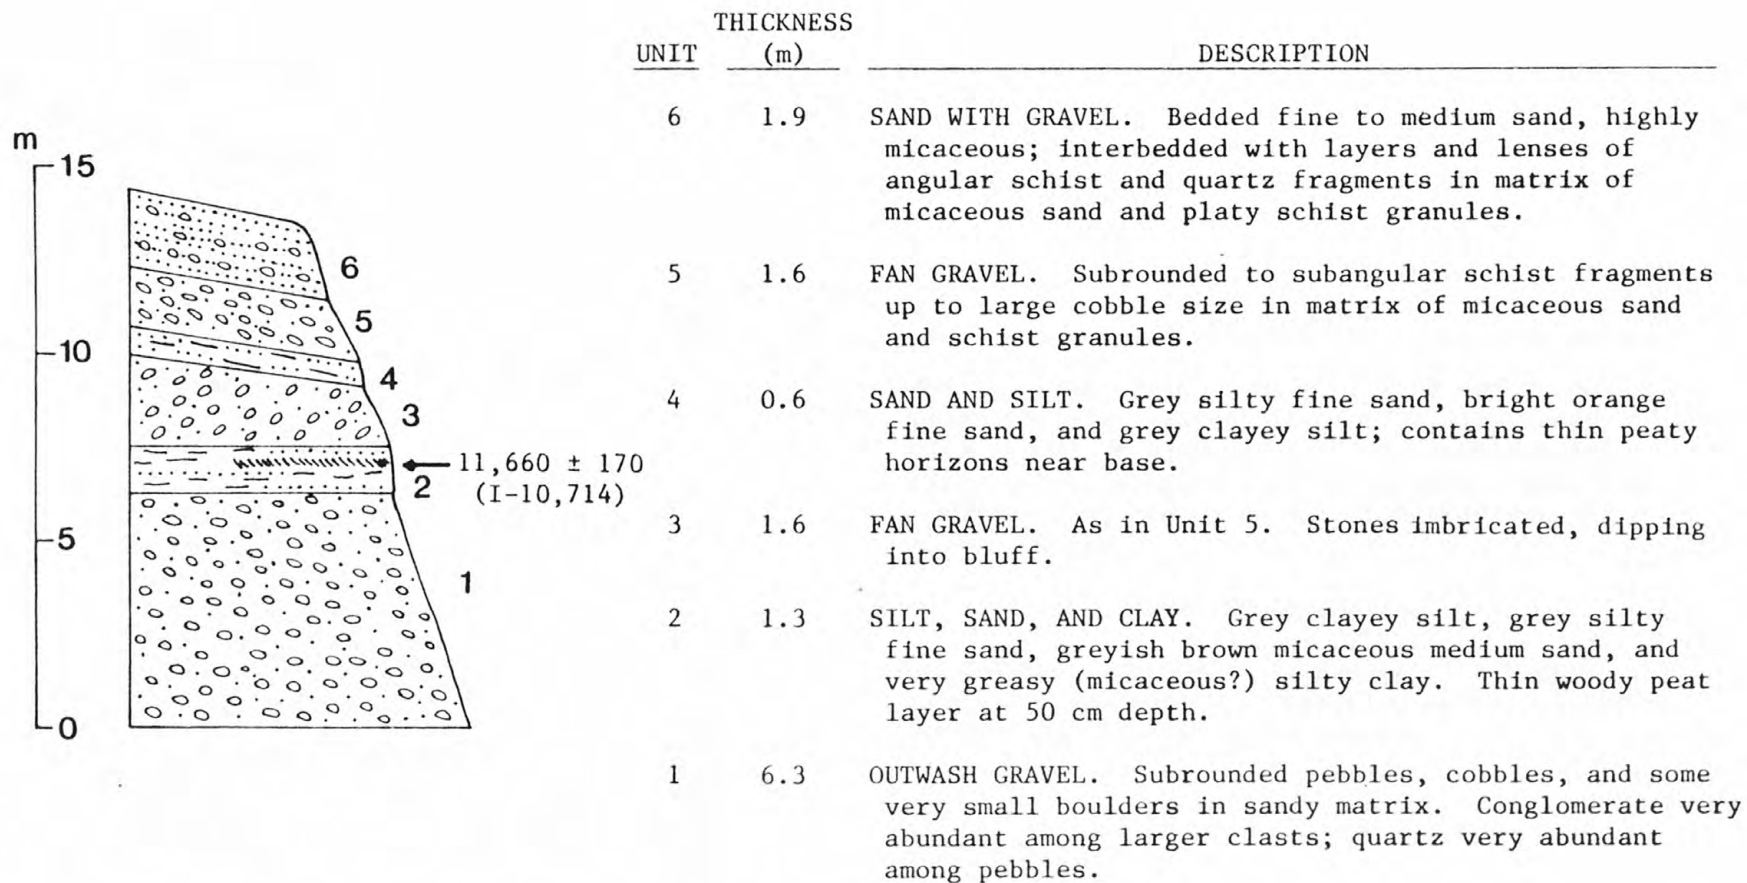 m
15
10
5
0
6
5
4
3
2
1
11,660 ± 170
(I-10,714)
THICKNESS
UNIT (m) DESCRIPTION
6 1.9 SAND WITH GRAVEL. Bedded fine to medium sand, highly
micaceous; interbedded with layers and lenses of
angular schist and quartz fragments in matrix of
micaceous sand and platy schist granules.
5 1.6 FAN GRAVEL. Subrounded to subangular schist fragments
up to large cobble size in matrix of micaceous sand
and schist granules.
4 0.6 SAND AND SILT. Grey silty fine sand, bright orange
fine sand, and grey clayey silt; contains thin peaty
horizons near base.
3 1.6 FAN GRAVEL. As in Unit 5. Stones imbricated, dipping
into bluff.
2 1.3 SILT, SAND, AND CLAY. Grey clayey silt, grey silty
fine sand, greyish brown micaceous medium sand, and
very greasy (micaceous?) silty clay. Thin woody peat
layer at 50 cm depth.
1 6.3 OUTWASH GRAVEL. Subrounded pebbles, cobbles, and some
very small boulders in sandy matrix. Conglomerate very
abundant among larger clasts; quartz very abundant
among pebbles.